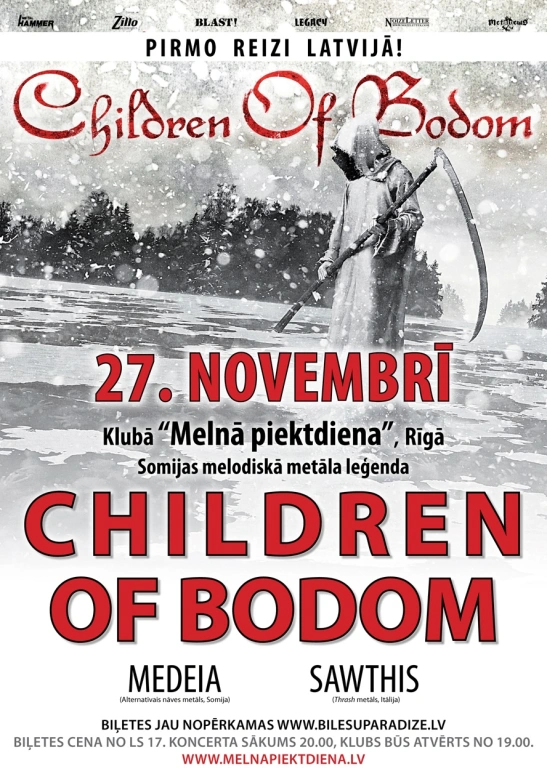 HAMMER Zillo BLAST! LEGACY NOIZELETTER
PIRMO REIZI LATVIJĀ!
Children Of Bodom
27. NOVEMBRĪ
Klubā “Melnā piektdiena”, Rīgā
Somijas melodiskā metāla leģenda
CHILDREN
OF BODOM
MEDEIA SAWTHIS
(Alternatīvais nāves metāls, Somija) (Thrash metāls, Itālija)
BIĻETES JAU NOPĒRKAMAS WWW.BILESUPARADIZE.LV
BIĻETES CENA NO LS 17. KONCERTA SĀKUMS 20.00, KLUBS BŪS ATVĒRTS NO 19.00.
WWW.MELNAPIEKTDIENA.LV